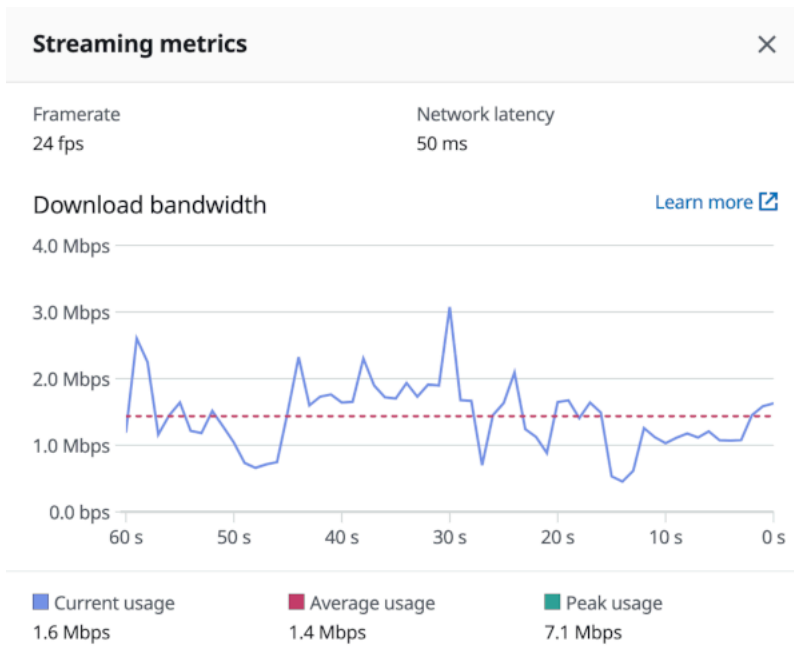 Streaming metrics
Framerate
24 fps
Network latency
50 ms
Download bandwidth
Learn more
4.0 Mbps
3.0 Mbps
2.0 Mbps
1.0 Mbps
0.0 bps
60 s 50 s 40 s 30 s 20 s 10 s 0 s
Current usage
1.6 Mbps
Average usage
1.4 Mbps
Peak usage
7.1 Mbps